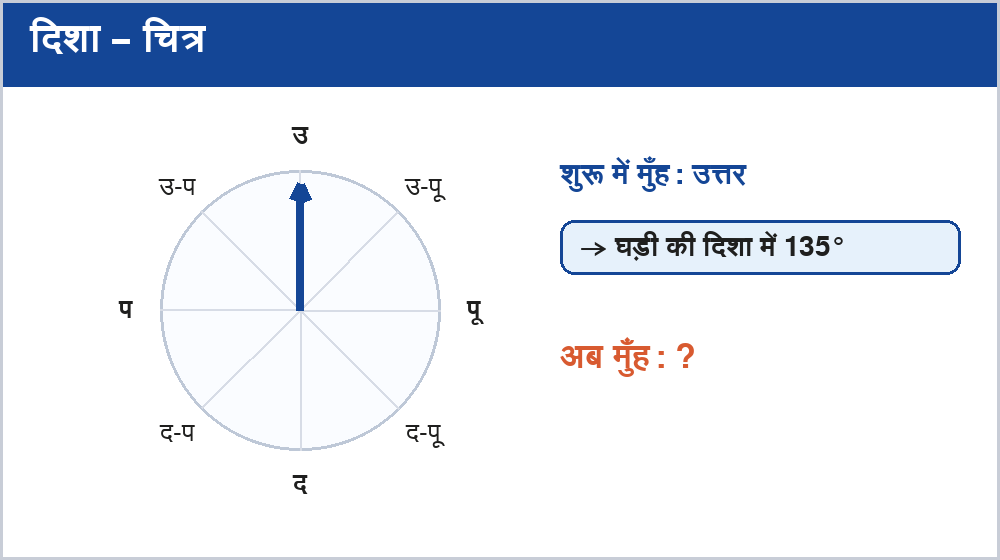 दिशा – चित्र
उ
उ-प
उ-पू
प
पू
द-प
द-पू
द
शुरू में मुँह : उत्तर
→ घड़ी की दिशा में 135°
अब मुँह : ?